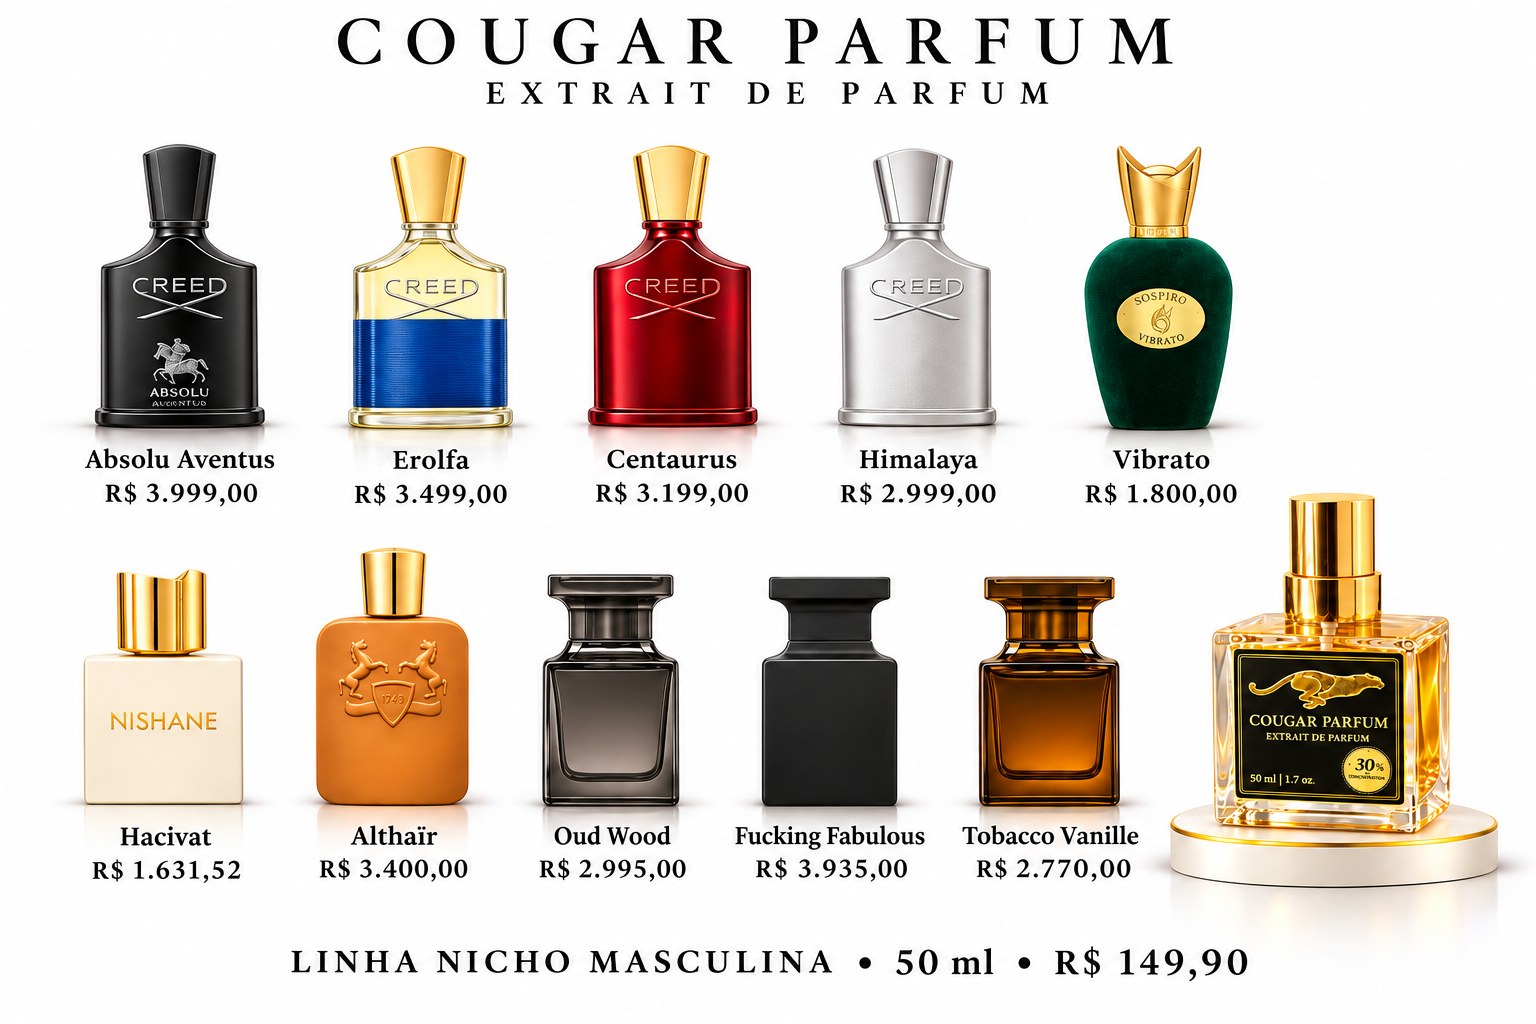 COUGAR PARFUM
EXTRAIT DE PARFUM
CREED
ABSOLU
CREED
CREED
CREED
SOSPIRO
VIBRATO
Absolu Aventus
R$ 3.999,00
Erolfa
R$ 3.499,00
Centaurus
R$ 3.199,00
Himalaya
R$ 2.999,00
Vibrato
R$ 1.800,00
NISHANE
1743
COUGAR PARFUM
EXTRAIT DE PARFUM
30%
50 ml | 1.7 oz.
Hacivat
R$ 1.631,52
Althaïr
R$ 3.400,00
Oud Wood
R$ 2.995,00
Fucking Fabulous
R$ 3.935,00
Tobacco Vanille
R$ 2.770,00
LINHA NICHO MASCULINA • 50 ml • R$ 149,90